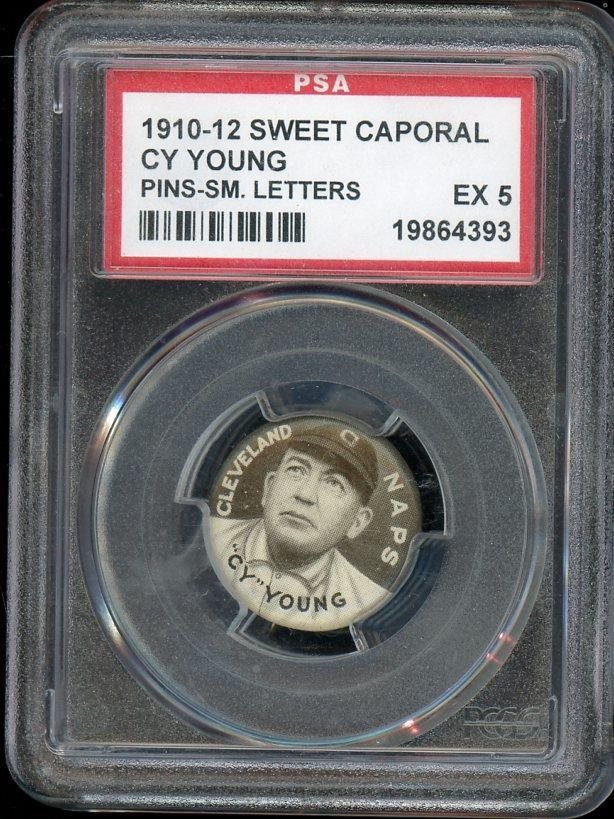 PSA
1910-12 SWEET CAPORAL
CY YOUNG
PINS-SM. LETTERS EX 5
19864393
CLEVELAND NAPS
"CY" YOUNG